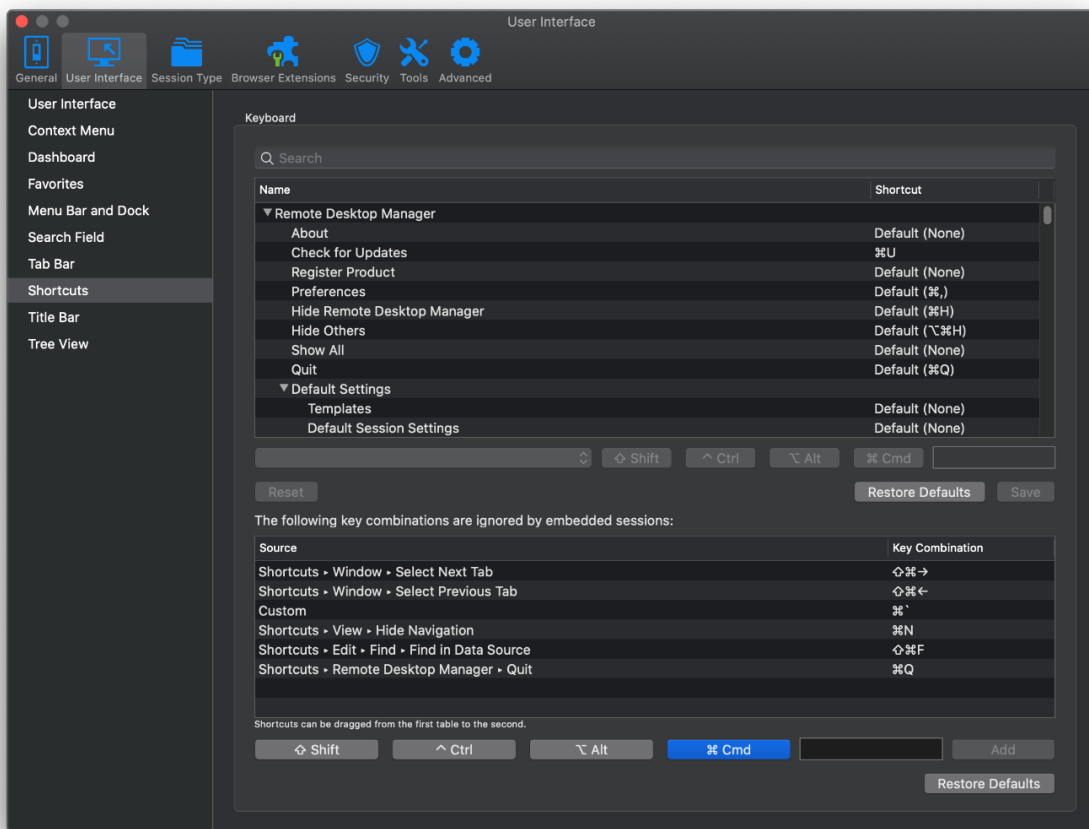 User Interface
General User Interface Session Type Browser Extensions Security Tools Advanced
User Interface
Context Menu
Dashboard
Favorites
Menu Bar and Dock
Search Field
Tab Bar
Shortcuts
Title Bar
Tree View
Keyboard
Search
Name Shortcut
Remote Desktop Manager
About Default (None)
Check for Updates ⌘U
Register Product Default (None)
Preferences Default (⌘,)
Hide Remote Desktop Manager Default (⌘H)
Hide Others Default (⌥⌘H)
Show All Default (None)
Quit Default (⌘Q)
Default Settings
Templates Default (None)
Default Session Settings Default (None)
⇧ Shift ^ Ctrl ⌥ Alt ⌘ Cmd
Reset Restore Defaults Save
The following key combinations are ignored by embedded sessions:
Source Key Combination
Shortcuts ▸ Window ▸ Select Next Tab ⇧⌘→
Shortcuts ▸ Window ▸ Select Previous Tab ⇧⌘←
Custom ⌘`
Shortcuts ▸ View ▸ Hide Navigation ⌘N
Shortcuts ▸ Edit ▸ Find ▸ Find in Data Source ⇧⌘F
Shortcuts ▸ Remote Desktop Manager ▸ Quit ⌘Q
Shortcuts can be dragged from the first table to the second.
⇧ Shift ^ Ctrl ⌥ Alt ⌘ Cmd Add
Restore Defaults